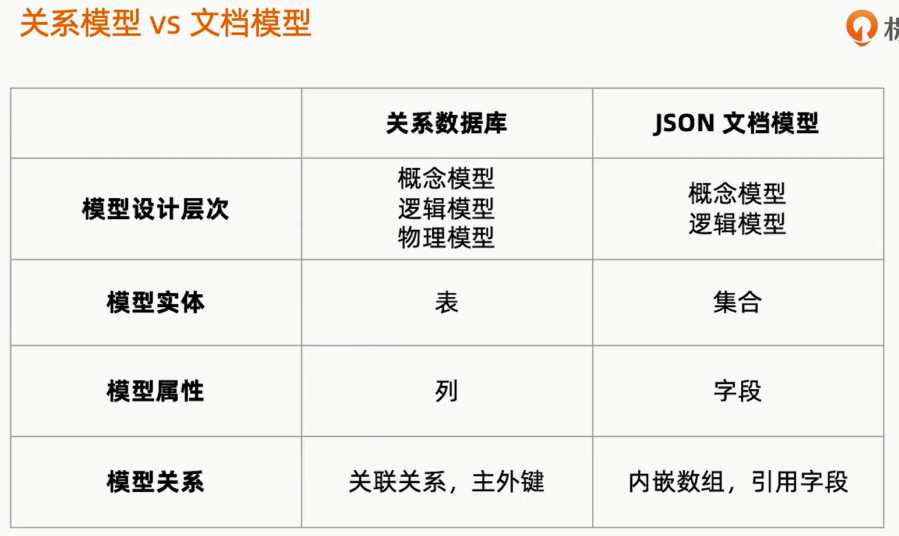 关系模型 vs 文档模型
关系数据库
JSON 文档模型
模型设计层次
概念模型
逻辑模型
物理模型
概念模型
逻辑模型
模型实体
表
集合
模型属性
列
字段
模型关系
关联关系，主外键
内嵌数组，引用字段